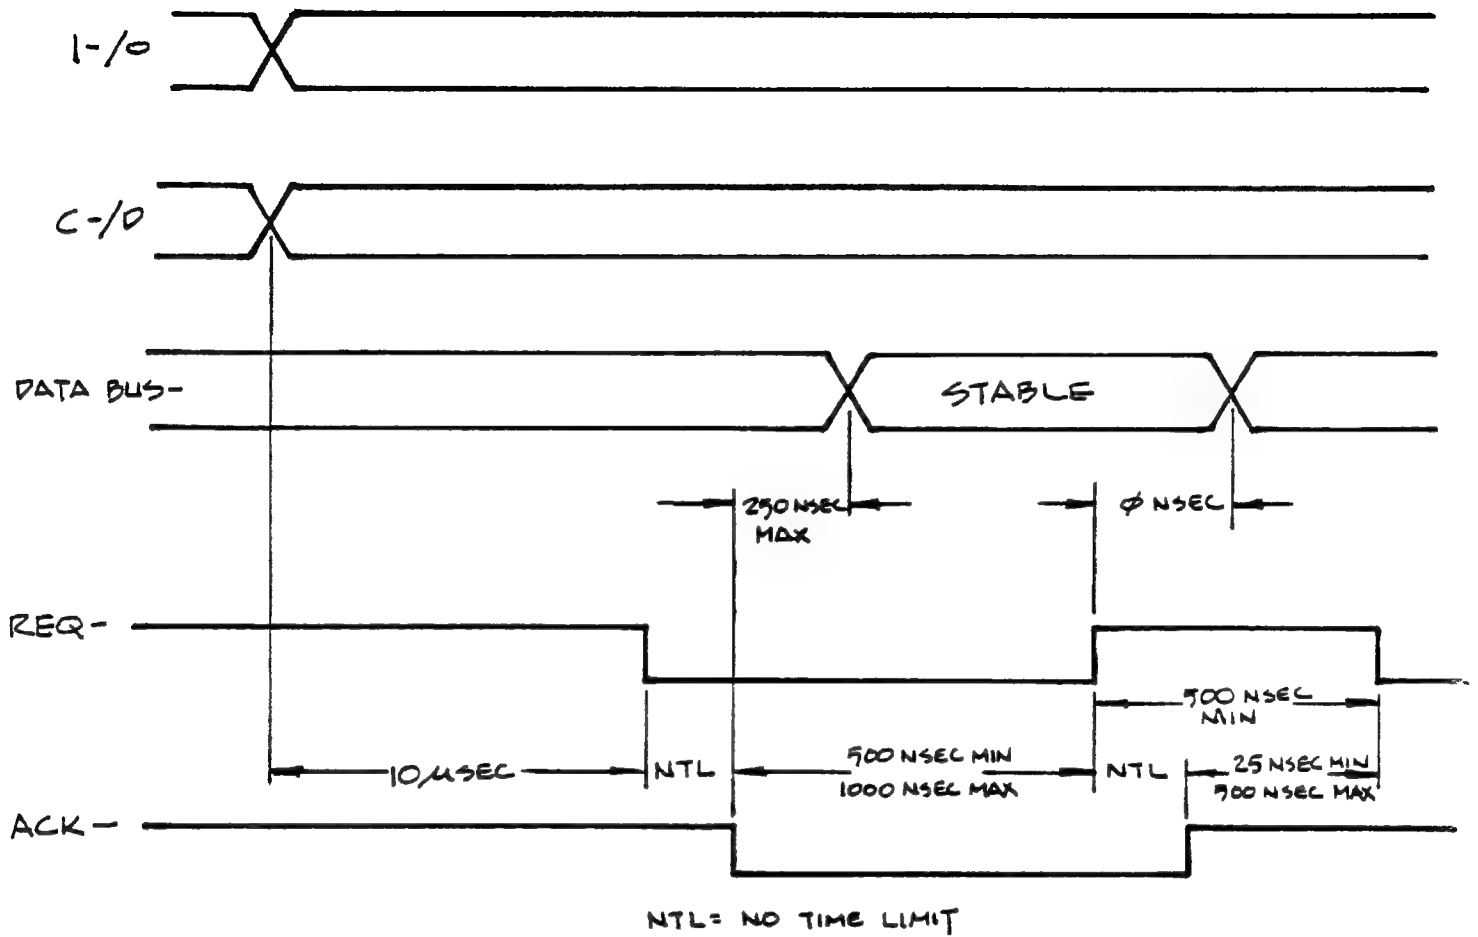 I-/O
C-/D
DATA BUS-
STABLE
250 NSEC
MAX
Ø NSEC
REQ-
500 NSEC
MIN
10 µSEC
NTL
500 NSEC MIN
1000 NSEC MAX
NTL
25 NSEC MIN
500 NSEC MAX
ACK-
NTL= NO TIME LIMIT